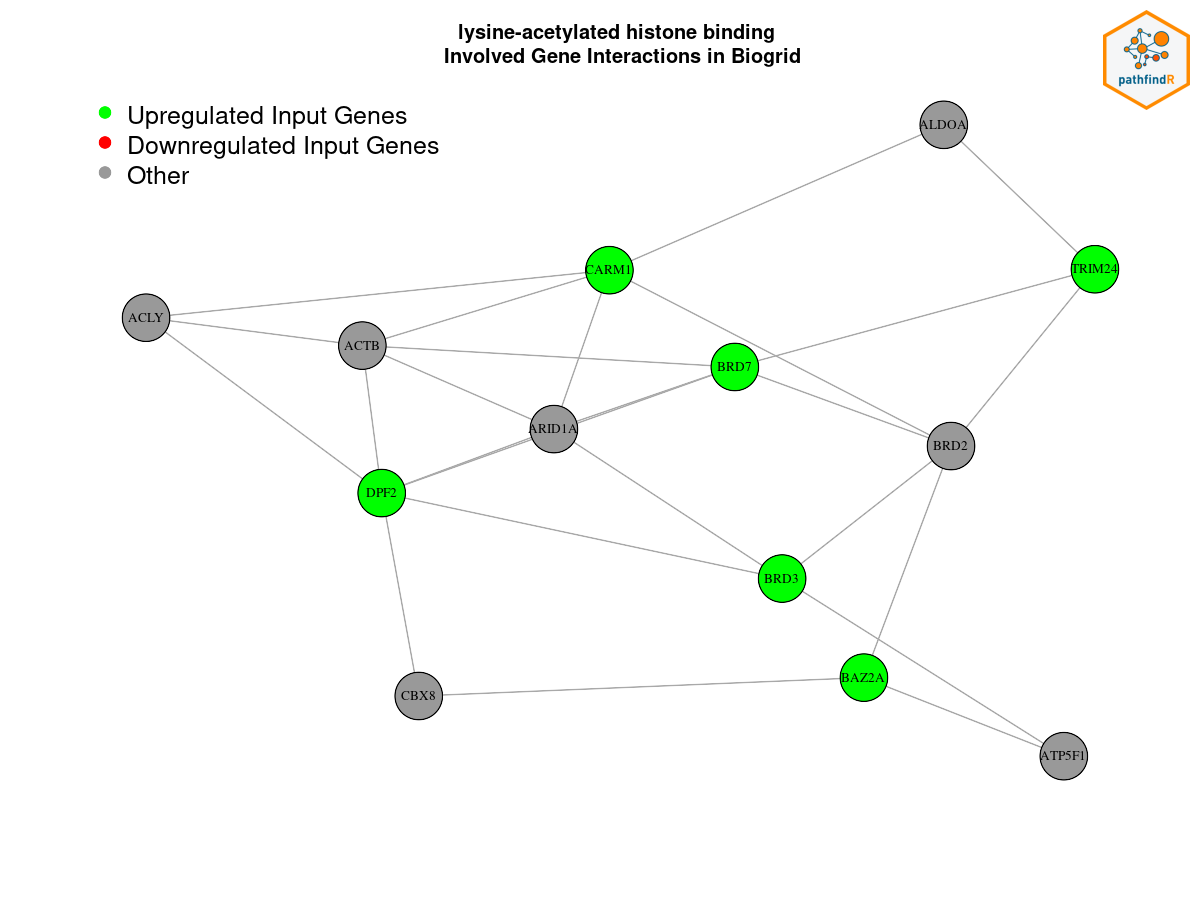 lysine-acetylated histone binding
Involved Gene Interactions in Biogrid
pathfindR
Upregulated Input Genes
Downregulated Input Genes
Other
ALDOA
CARM1
TRIM24
ACLY
ACTB
BRD7
ARID1A
BRD2
DPF2
BRD3
BAZ2A
CBX8
ATP5F1